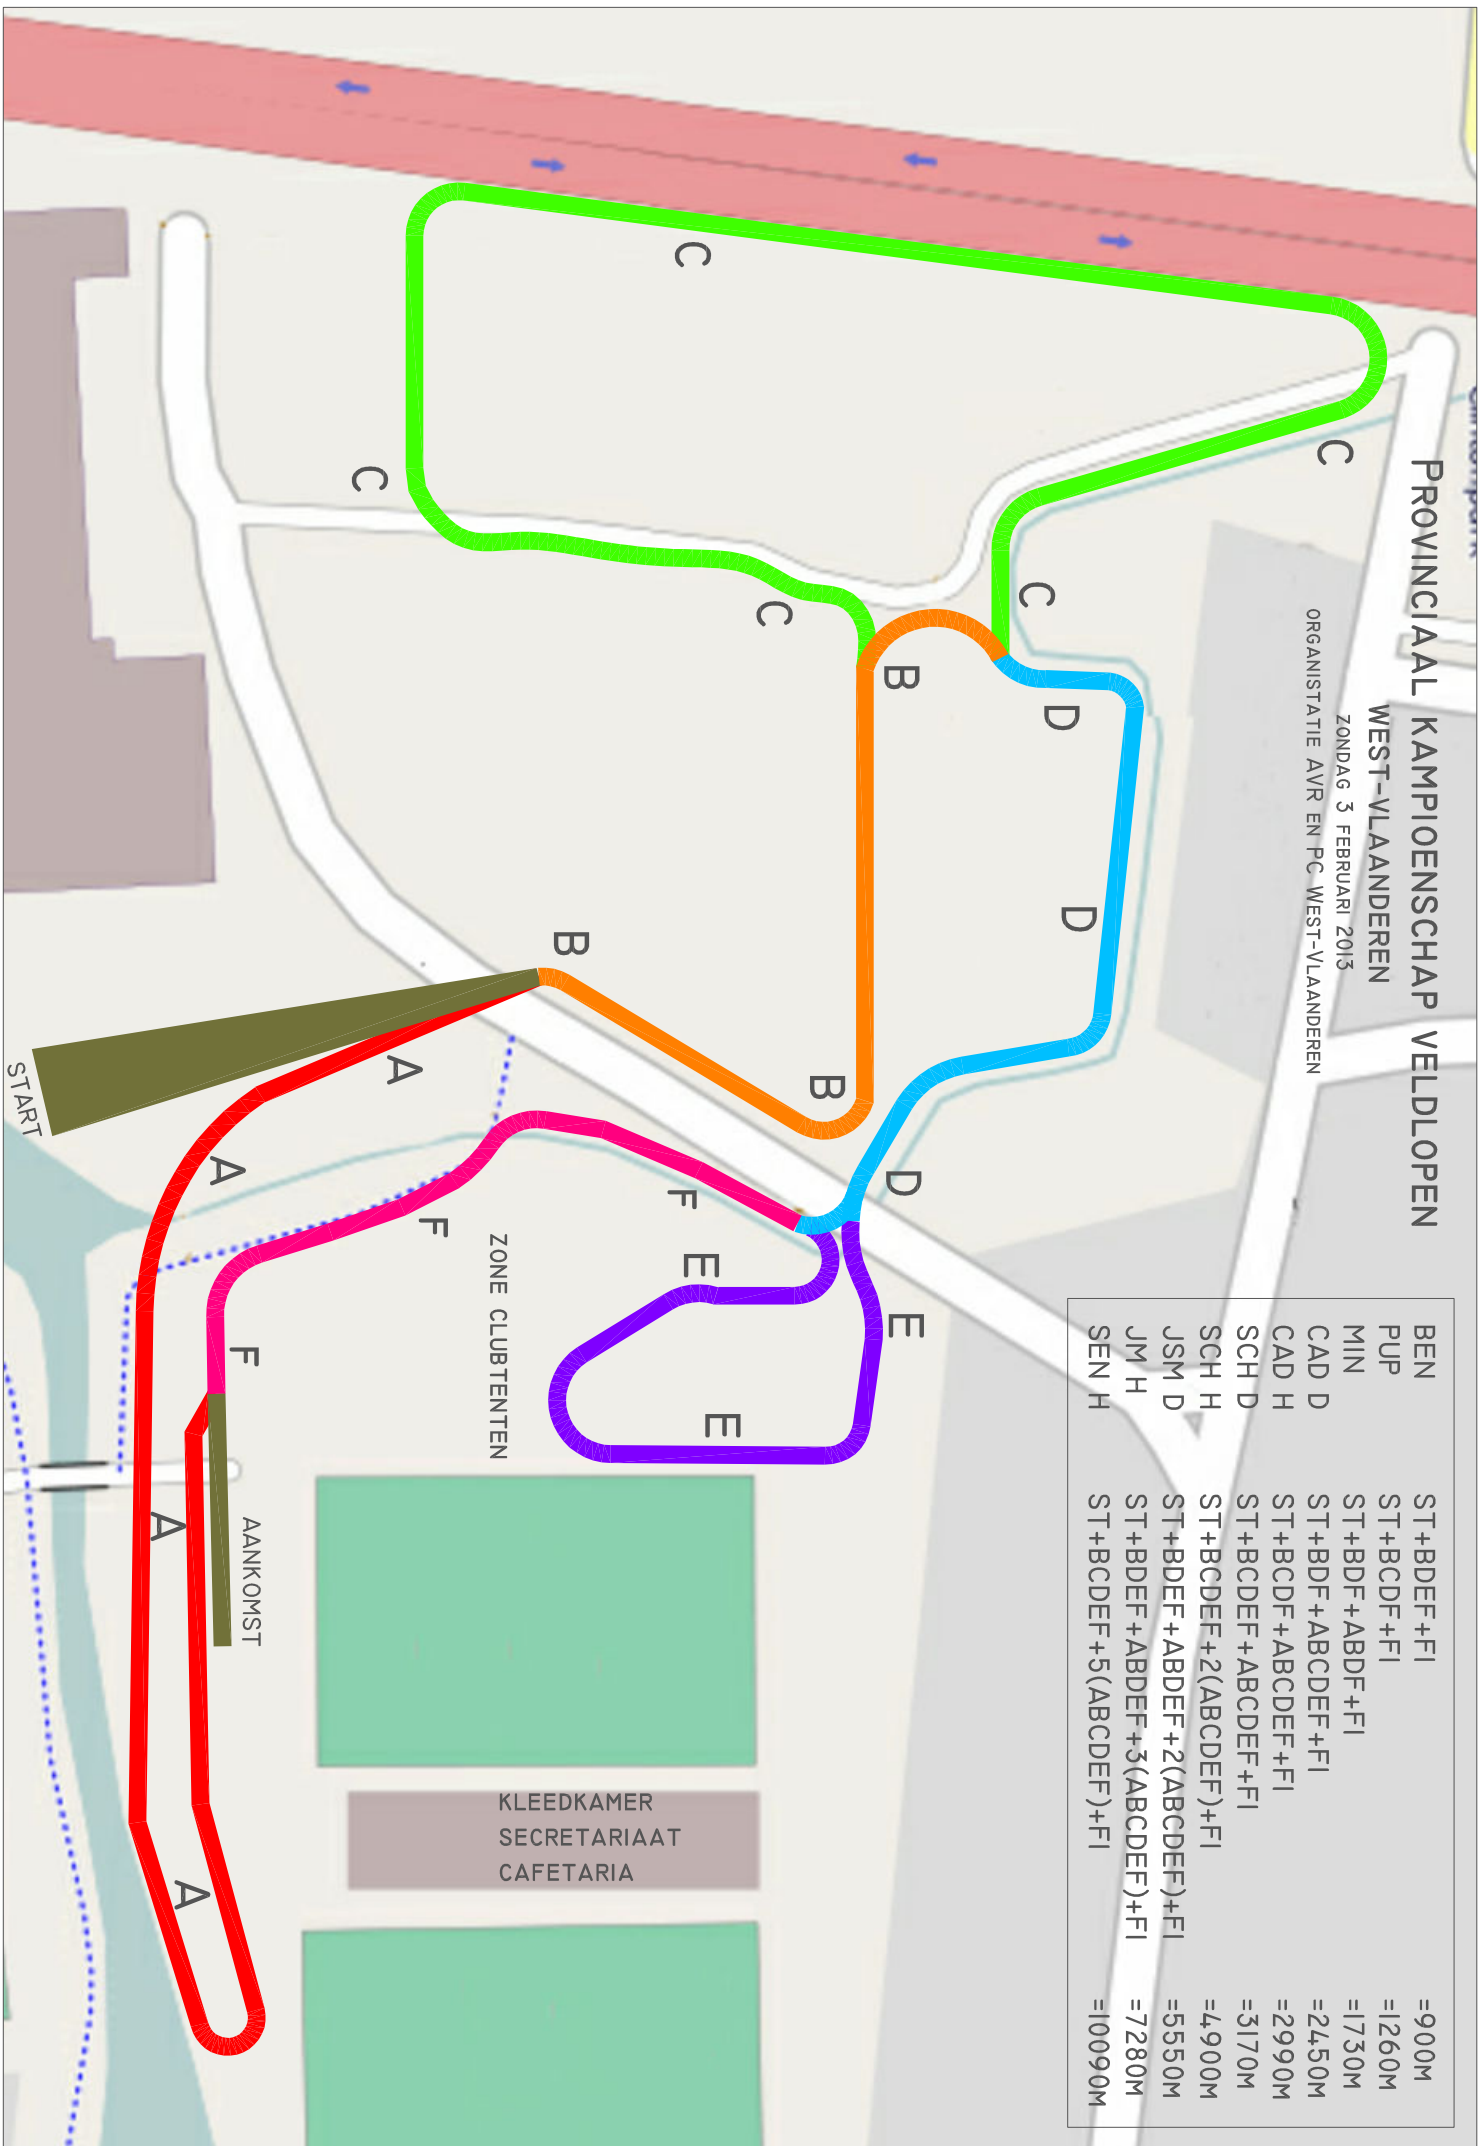 PROVINCIAAL KAMPIOENSCHAP VELDLOPEN
WEST-VLAANDEREN
ZONDAG 3 FEBRUARI 2013
ORGANISTATIE AVR EN PC WEST-VLAANDEREN
BEN ST+BDEF+FI =900M
PUP ST+BCDF+FI =1260M
MIN ST+BDF+ABDF+FI =1730M
CAD D ST+BDF+ABCDEF+FI =2450M
CAD H ST+BCDF+ABCDEF+FI =2990M
SCH D ST+BCDEF+ABCDEF+FI =3170M
SCH H ST+BCDEF+2(ABCDEF)+FI =4900M
JSM D ST+BDEF+ABDEF+2(ABCDEF)+FI =5550M
JM H ST+BDEF+ABDEF+3(ABCDEF)+FI =7280M
SEN H ST+BCDEF+5(ABCDEF)+FI =10090M
C
C
C
C
C
D
D
D
B
B
B
E
E
E
F
F
F
A
A
A
A
ZONE CLUBTENTEN
START
AANKOMST
KLEEDKAMER
SECRETARIAAT
CAFETARIA